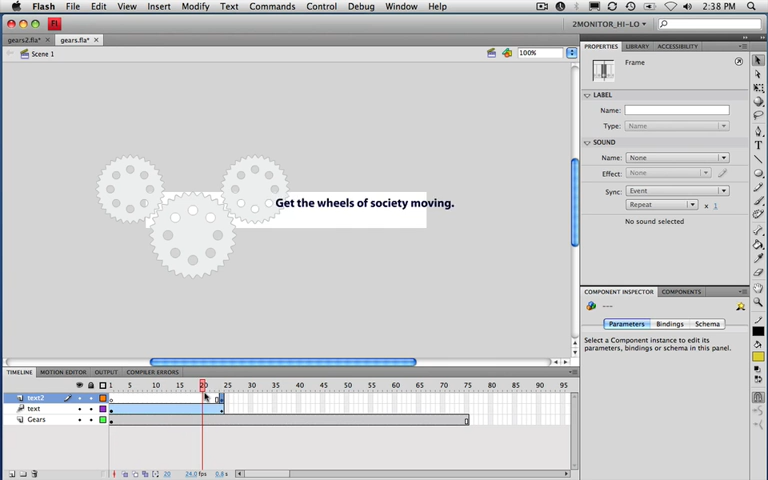 Flash File Edit View Insert Modify Text Commands Control Debug Window Help 2:38 PM
FL 2MONITOR_HI-LO
gears2.fla* gears.fla*
Scene 1 100%
Get the wheels of society moving.
PROPERTIES LIBRARY ACCESSIBILITY
Frame
LABEL
Name:
Type: Name
SOUND
Name: None
Effect: None
Sync: Event
Repeat x 1
No sound selected
COMPONENT INSPECTOR COMPONENTS
---
Parameters Bindings Schema
Select a Component instance to edit its
parameters, bindings or schema in this panel.
TIMELINE MOTION EDITOR OUTPUT COMPILER ERRORS
1 5 10 15 20 25 30 35 40 45 50 55 60 65 70 75 80 85 90 95
text2
text
Gears
20 24.0 fps 0.8 s